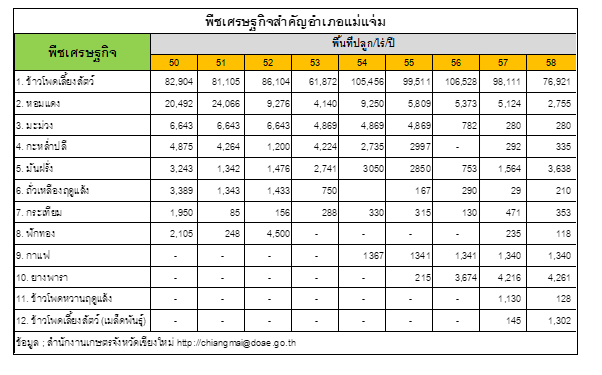 พืชเศรษฐกิจสำคัญอำเภอแม่แจ่ม
พืชเศรษฐกิจ พื้นที่ปลูก/ไร่/ปี
50 51 52 53 54 55 56 57 58
1. ข้าวโพดเลี้ยงสัตว์ 82,904 81,105 86,104 61,872 105,456 99,511 106,528 98,111 76,921
2. หอมแดง 20,492 24,066 9,276 4,140 9,250 5,809 5,373 5,124 2,755
3. มะม่วง 6,643 6,643 6,643 4,869 4,869 4,869 782 280 280
4. กะหล่ำปลี 4,875 4,264 1,200 4,224 2,735 2997 - 292 335
5. มันฝรั่ง 3,243 1,342 1,476 2,741 3050 2850 753 1,564 3,638
6. ถั่วเหลืองฤดูแล้ง 3,389 1,343 1,433 750 167 290 29 210
7. กระเทียม 1,950 85 156 288 330 315 130 471 353
8. ฟักทอง 2,105 248 4,500 - - - - 235 118
9. กาแฟ - - - - 1367 1341 1,341 1,340 1,340
10. ยางพารา - - - - - 215 3,674 4,216 4,261
11. ข้าวโพดหวานฤดูแล้ง - - - - - - - 1,130 128
12. ข้าวโพดเลี้ยงสัตว์ (เมล็ดพันธุ์) - - - - - - - 145 1,302
ข้อมูล ; สำนักงานเกษตรจังหวัดเชียงใหม่ http://chiangmai@doae.go.th